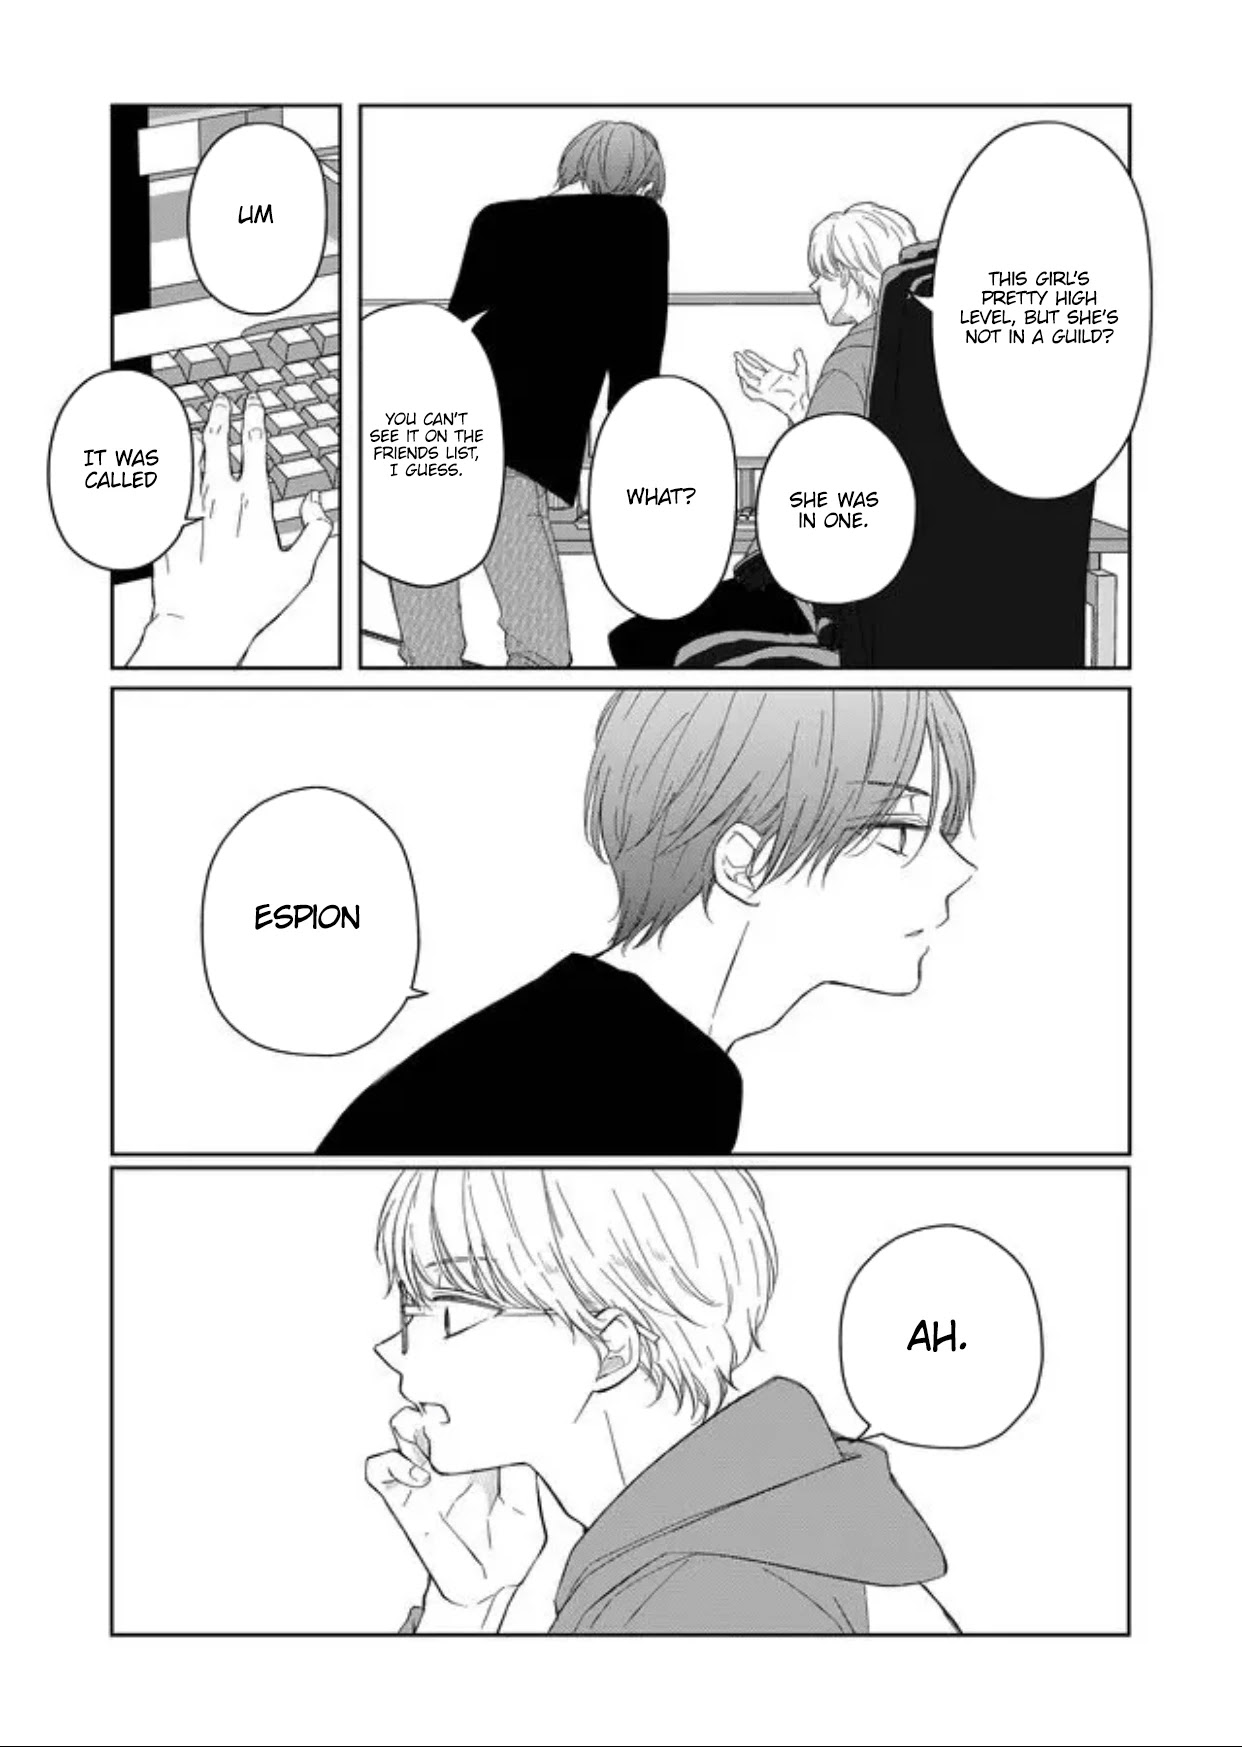 THIS GIRL'S
PRETTY HIGH
LEVEL, BUT SHE'S
NOT IN A GUILD?
SHE WAS
IN ONE.
WHAT?
YOU CAN'T
SEE IT ON THE
FRIENDS LIST,
I GUESS.
UM
IT WAS
CALLED
ESPION
AH.